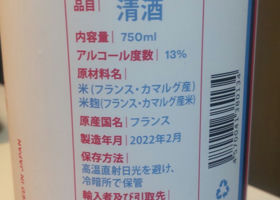 品目 清酒
内容量 750ml
アルコール度数 13%
原材料名
米(フランス・カマルグ産)
米麹(フランス・カマルグ産米)
原産国名 フランス
製造年月 2022年2月
保存方法
高温直射日光を避け、
冷暗所で保管
輸入者及び引取先